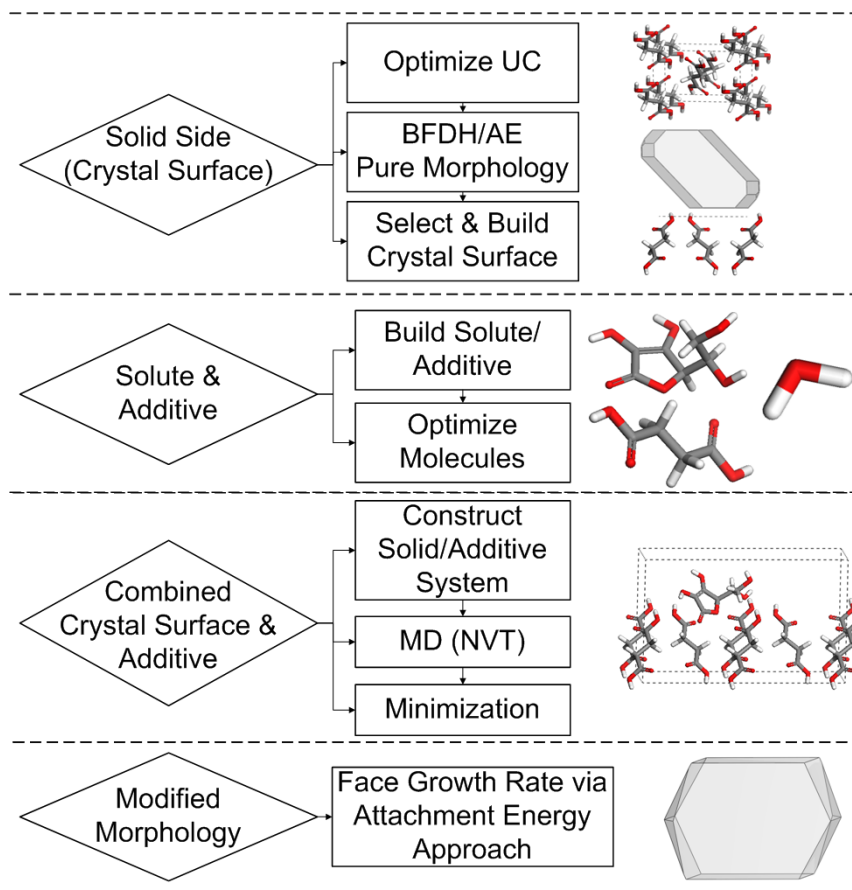 Solid Side
(Crystal Surface)
Optimize UC
BFDH/AE
Pure Morphology
Select & Build
Crystal Surface
Solute &
Additive
Build Solute/
Additive
Optimize
Molecules
Combined
Crystal Surface &
Additive
Construct
Solid/Additive
System
MD (NVT)
Minimization
Modified
Morphology
Face Growth Rate via
Attachment Energy
Approach